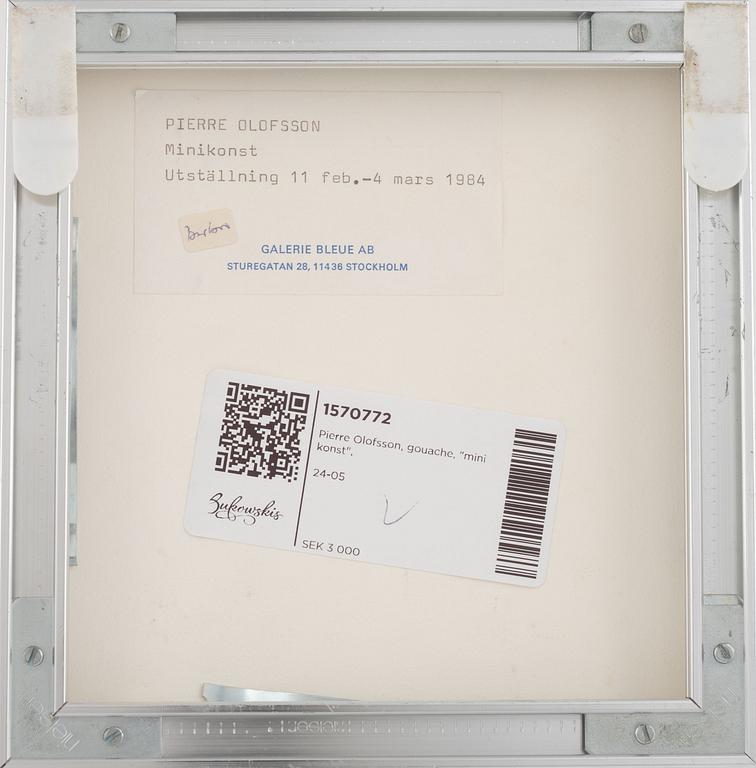 PIERRE OLOFSSON
Minikonst
Utställning 11 feb.-4 mars 1984
GALERIE BLEUE AB
STUREGATAN 28, 11436 STOCKHOLM
1570772
Pierre Olofsson, gouache, "mini
konst".
24-05
Bukowskis
SEK 3 000